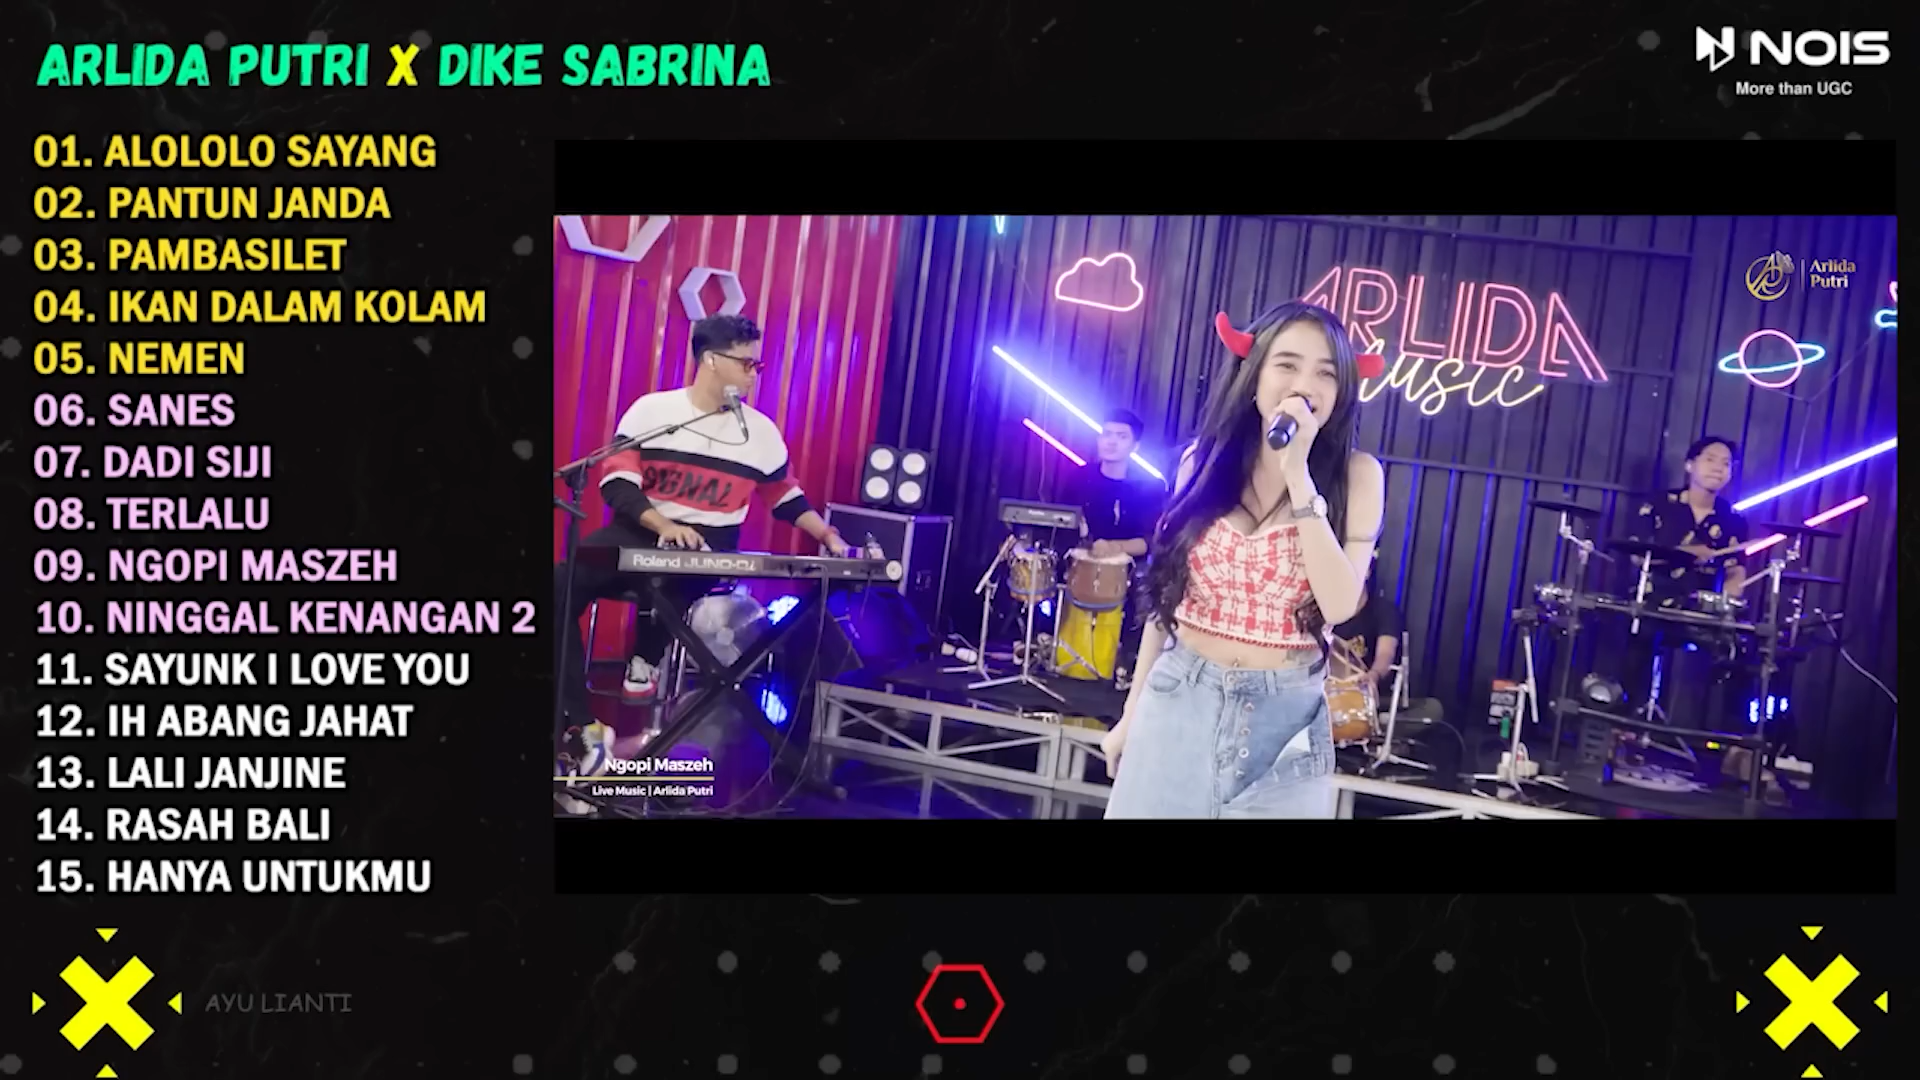 ARLIDA PUTRI X DIKE SABRINA
NOIS
More than UGC
01. ALOLOLO SAYANG
02. PANTUN JANDA
03. PAMBASILET
04. IKAN DALAM KOLAM
05. NEMEN
06. SANES
07. DADI SIJI
08. TERLALU
09. NGOPI MASZEH
10. NINGGAL KENANGAN 2
11. SAYUNK I LOVE YOU
12. IH ABANG JAHAT
13. LALI JANJINE
14. RASAH BALI
15. HANYA UNTUKMU
ARLIDA
Music
Arlida
Putri
Roland JUNO-Di
Ngopi Maszeh
Live Music | Arlida Putri
AYU LIANTI